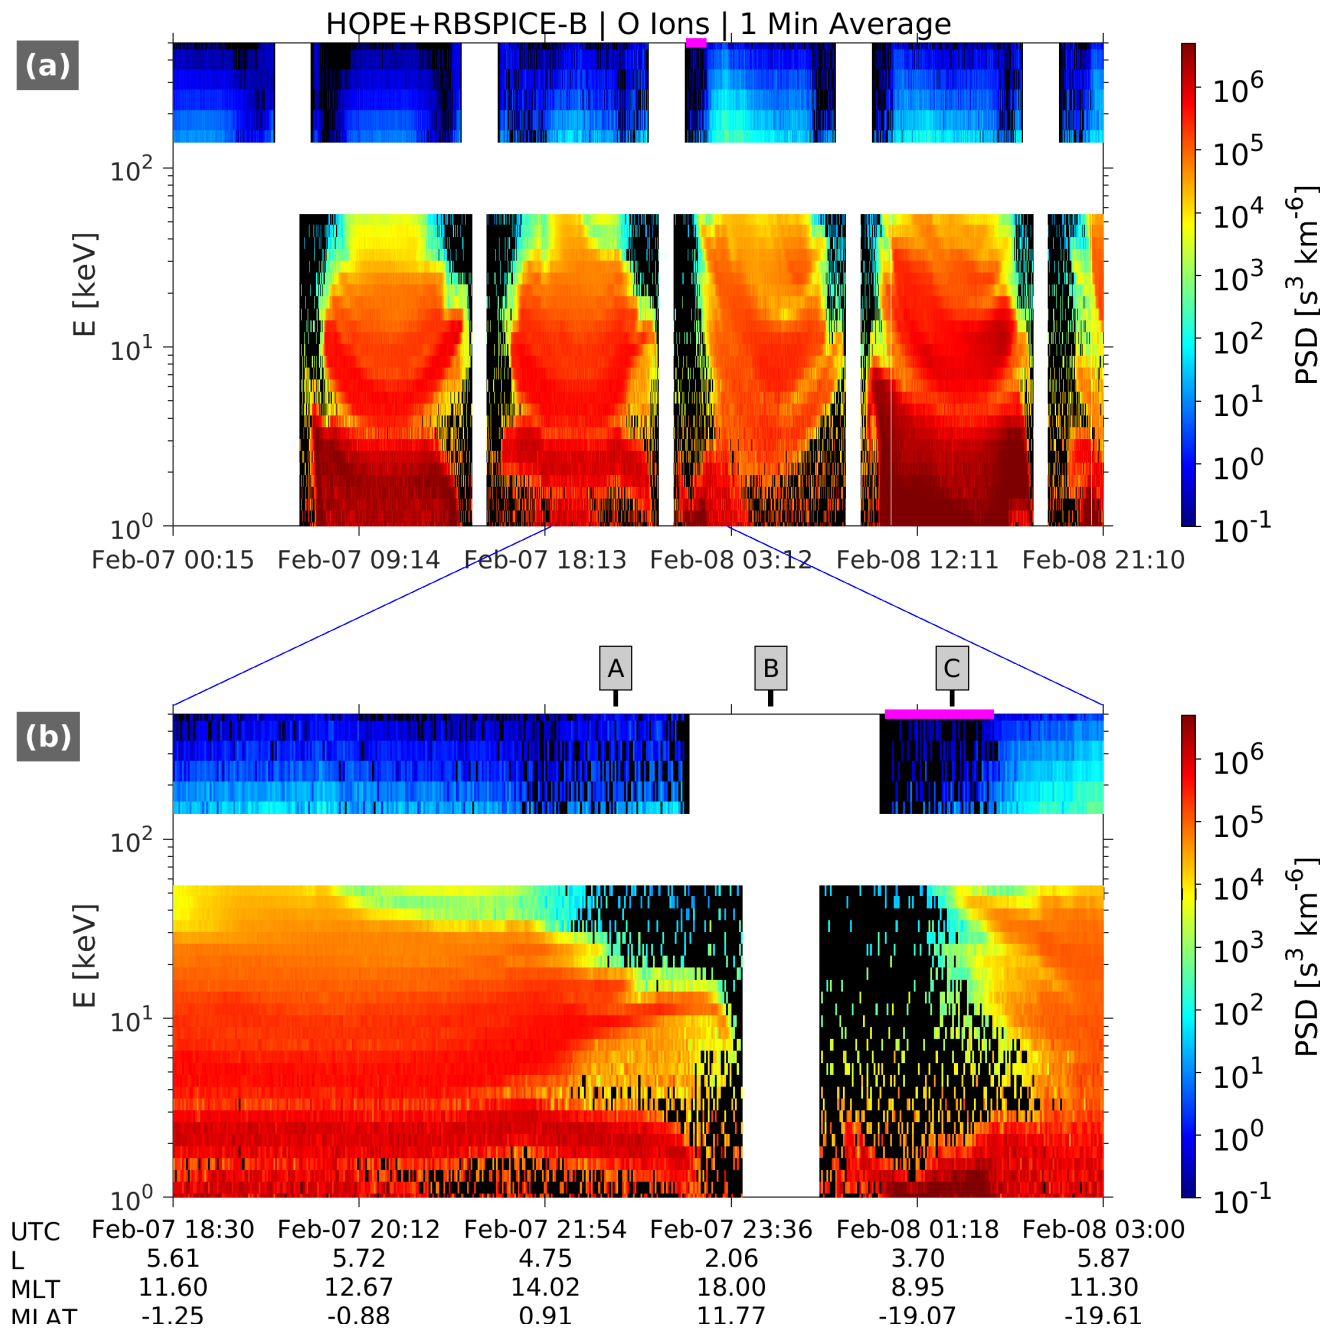 HOPE+RBSPICE-B | O Ions | 1 Min Average
(a)
E [keV]
10^2
10^1
10^0
Feb-07 00:15 Feb-07 09:14 Feb-07 18:13 Feb-08 03:12 Feb-08 12:11 Feb-08 21:10
10^6
10^5
10^4
10^3
10^2
10^1
10^0
10^-1
PSD [s^3 km^-6]
A B C
(b)
E [keV]
10^2
10^1
10^0
10^6
10^5
10^4
10^3
10^2
10^1
10^0
10^-1
PSD [s^3 km^-6]
UTC Feb-07 18:30 Feb-07 20:12 Feb-07 21:54 Feb-07 23:36 Feb-08 01:18 Feb-08 03:00
L 5.61 5.72 4.75 2.06 3.70 5.87
MLT 11.60 12.67 14.02 18.00 8.95 11.30
MLAT -1.25 -0.88 0.91 11.77 -19.07 -19.61